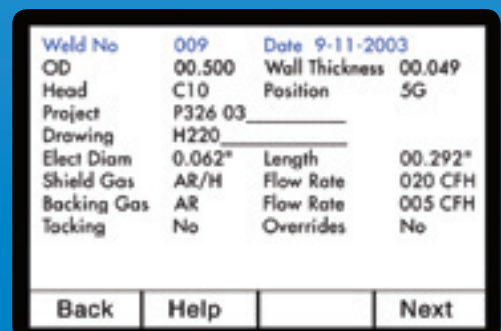 Weld No 009 Date 9-11-2003
OD 00.500 Wall Thickness 00.049
Head C10 Position 5G
Project P326 03__________
Drawing H220_______________
Elect Diam 0.062" Length 00.292"
Shield Gas AR/H Flow Rate 020 CFH
Backing Gas AR Flow Rate 005 CFH
Tacking No Overrides No
Back Help Next